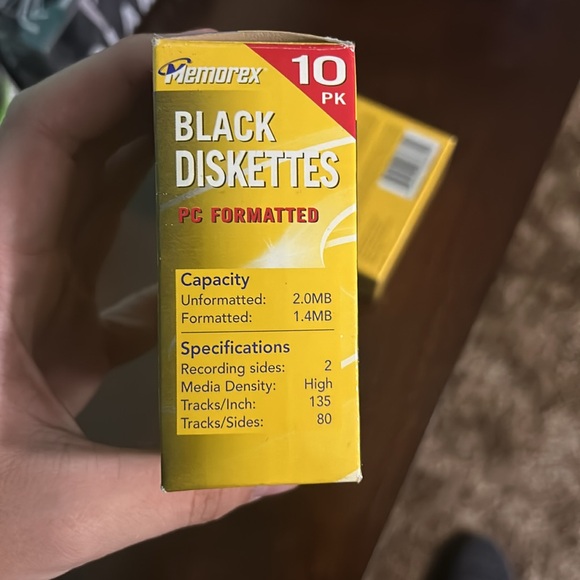 Memorex
10
PK
BLACK
DISKETTES
PC FORMATTED
Capacity
Unformatted: 2.0MB
Formatted: 1.4MB
Specifications
Recording sides: 2
Media Density: High
Tracks/Inch: 135
Tracks/Sides: 80